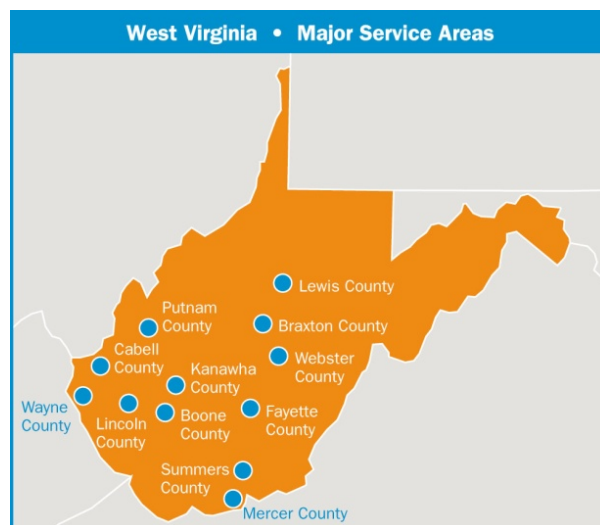 West Virginia • Major Service Areas
Lewis County
Putnam
County
Braxton County
Cabell
County
Webster
County
Kanawha
County
Wayne
County
Lincoln
County
Boone
County
Fayette
County
Summers
County
Mercer County